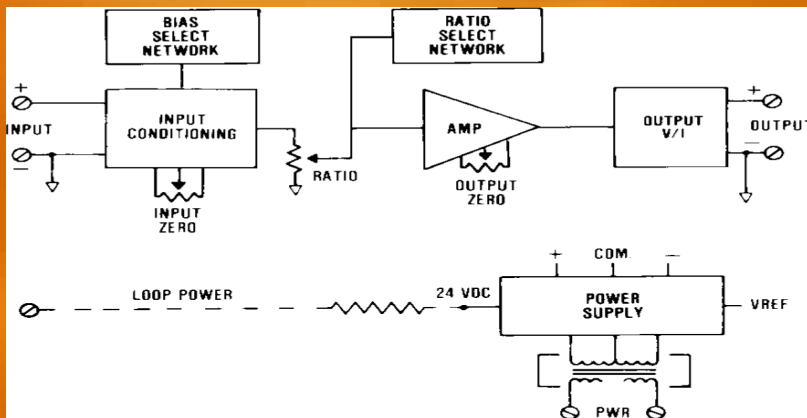 BIAS
SELECT
NETWORK
RATIO
SELECT
NETWORK
+
INPUT
−
INPUT
CONDITIONING
INPUT
ZERO
RATIO
AMP
OUTPUT
ZERO
OUTPUT
V/I
+
OUTPUT
−
LOOP POWER
24 VDC
+ COM. −
POWER
SUPPLY
VREF
PWR